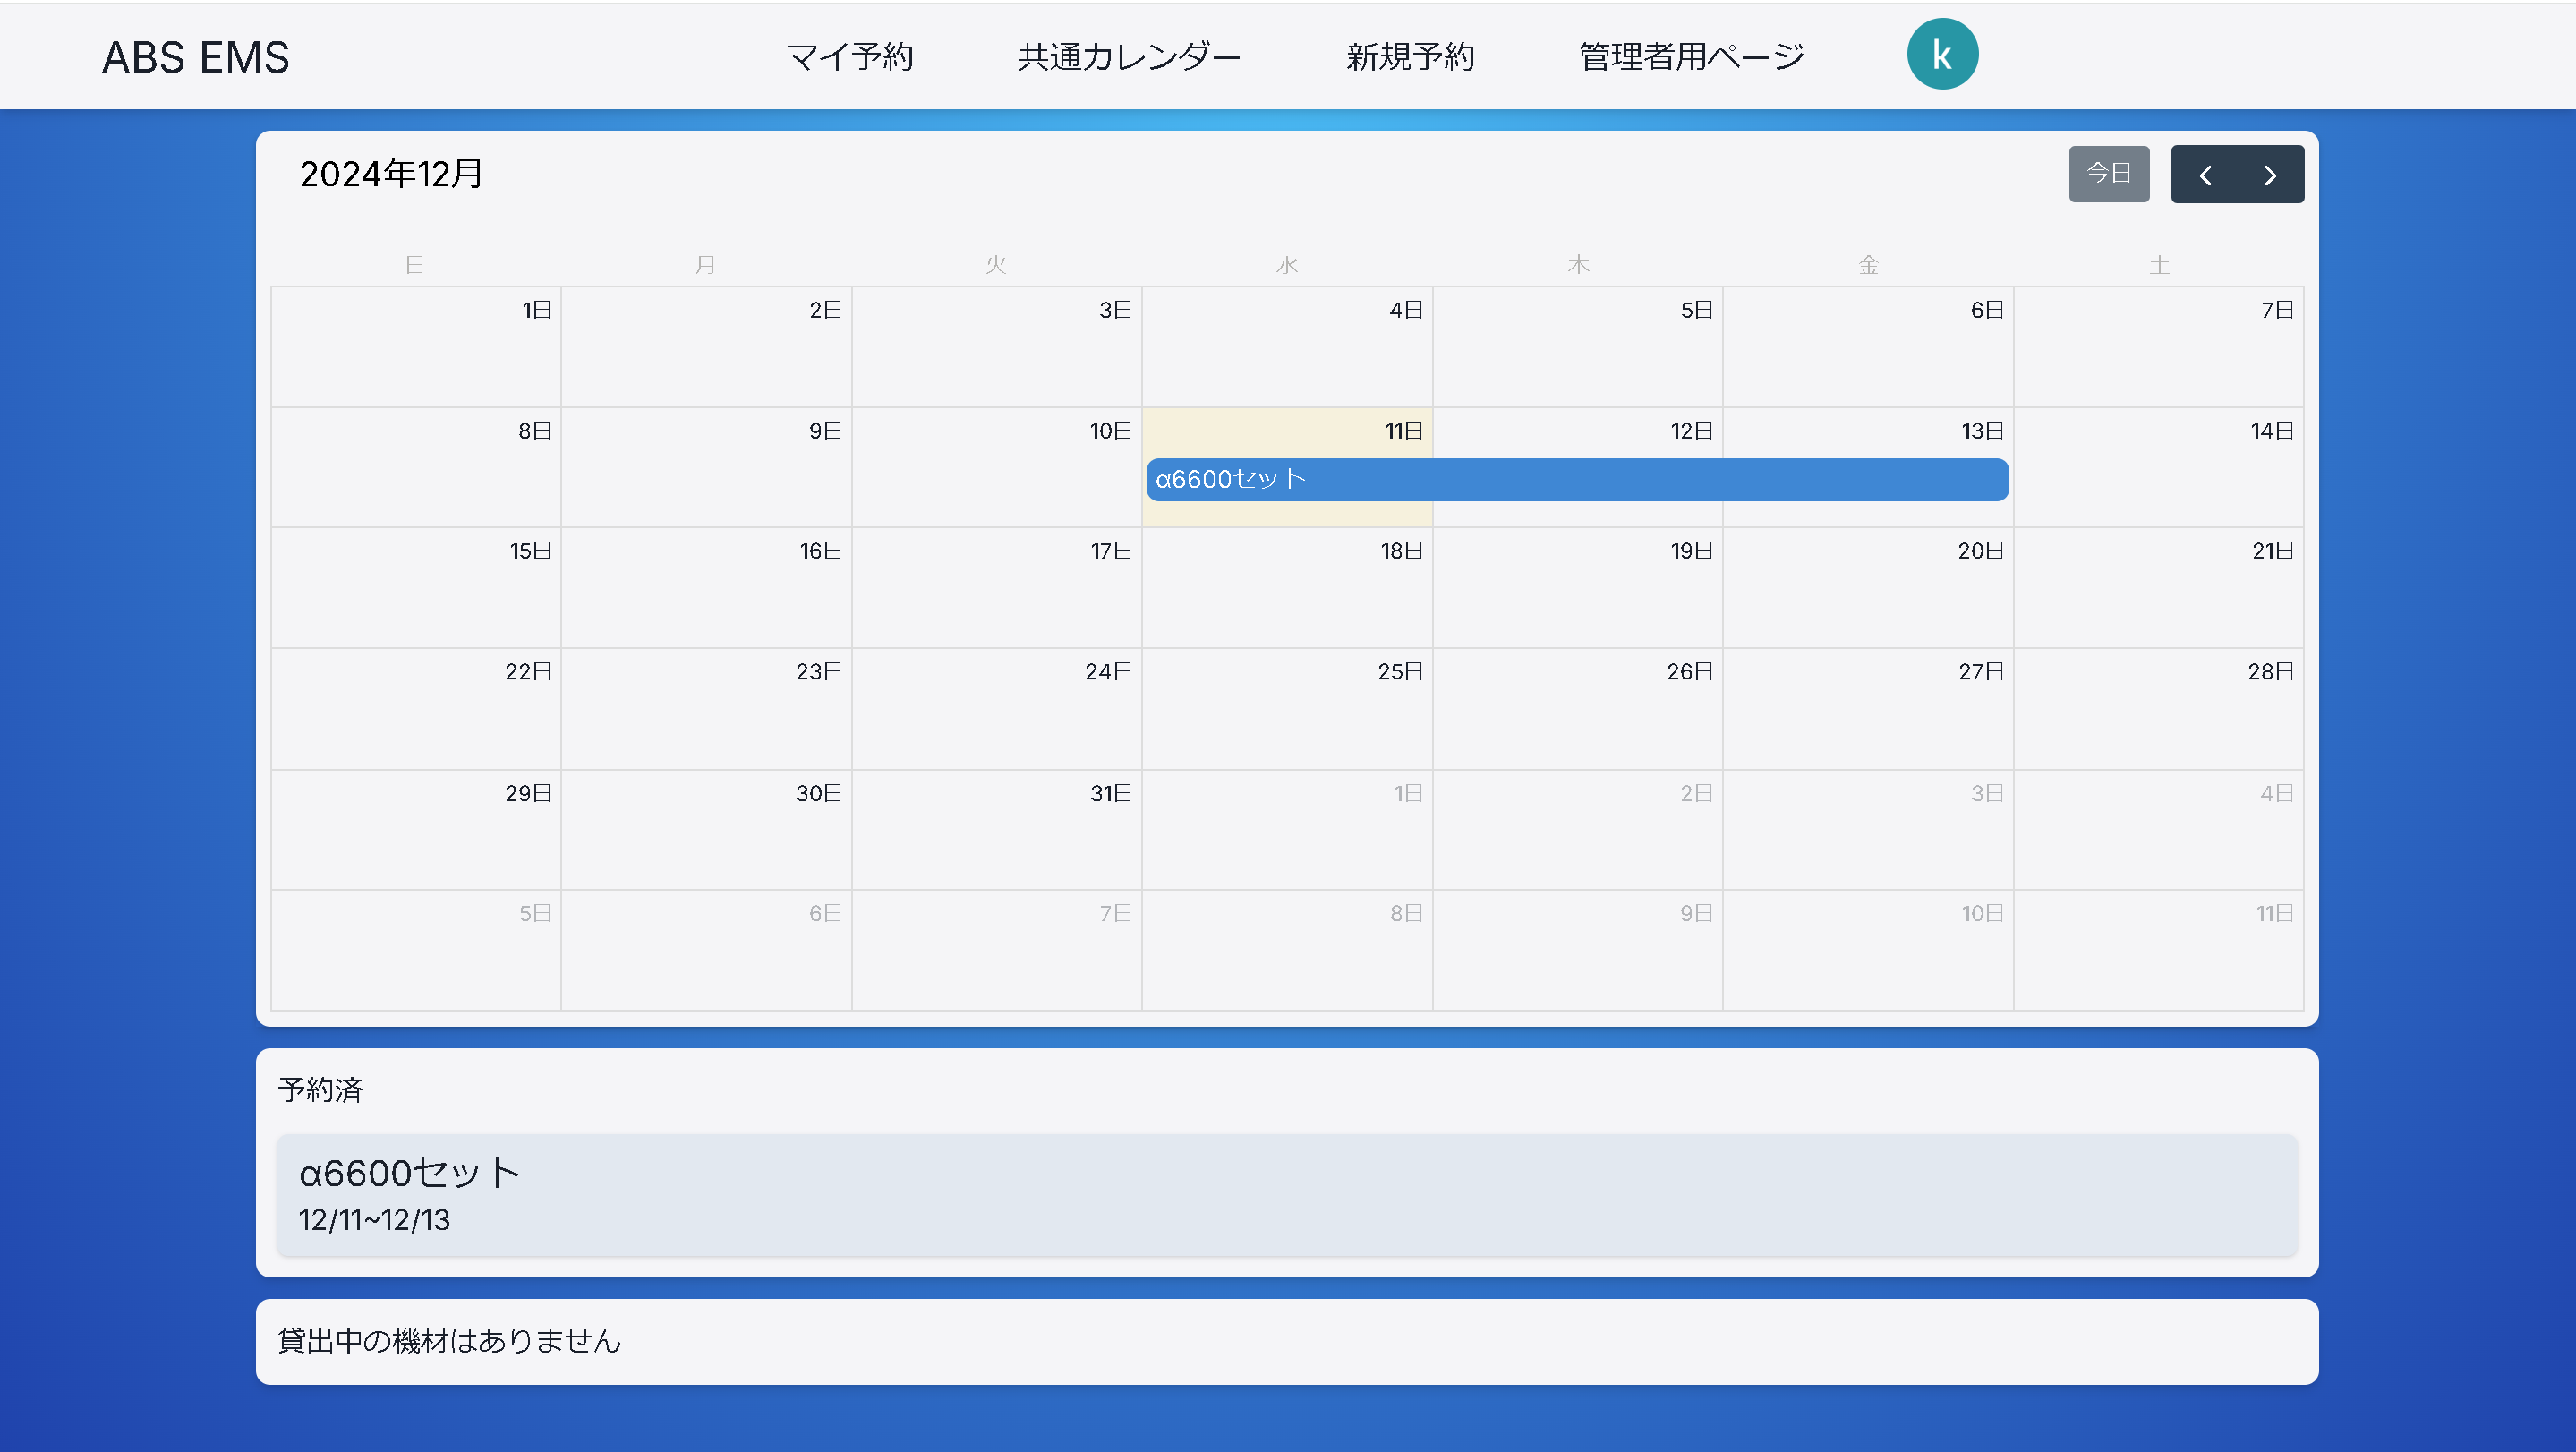 ABS EMS マイ予約 共通カレンダー 新規予約 管理者用ページ k
2024年12月 今日
日 月 火 水 木 金 土
1日 2日 3日 4日 5日 6日 7日
8日 9日 10日 11日 12日 13日 14日
α6600セット
15日 16日 17日 18日 19日 20日 21日
22日 23日 24日 25日 26日 27日 28日
29日 30日 31日 1日 2日 3日 4日
5日 6日 7日 8日 9日 10日 11日
予約済
α6600セット
12/11~12/13
貸出中の機材はありません